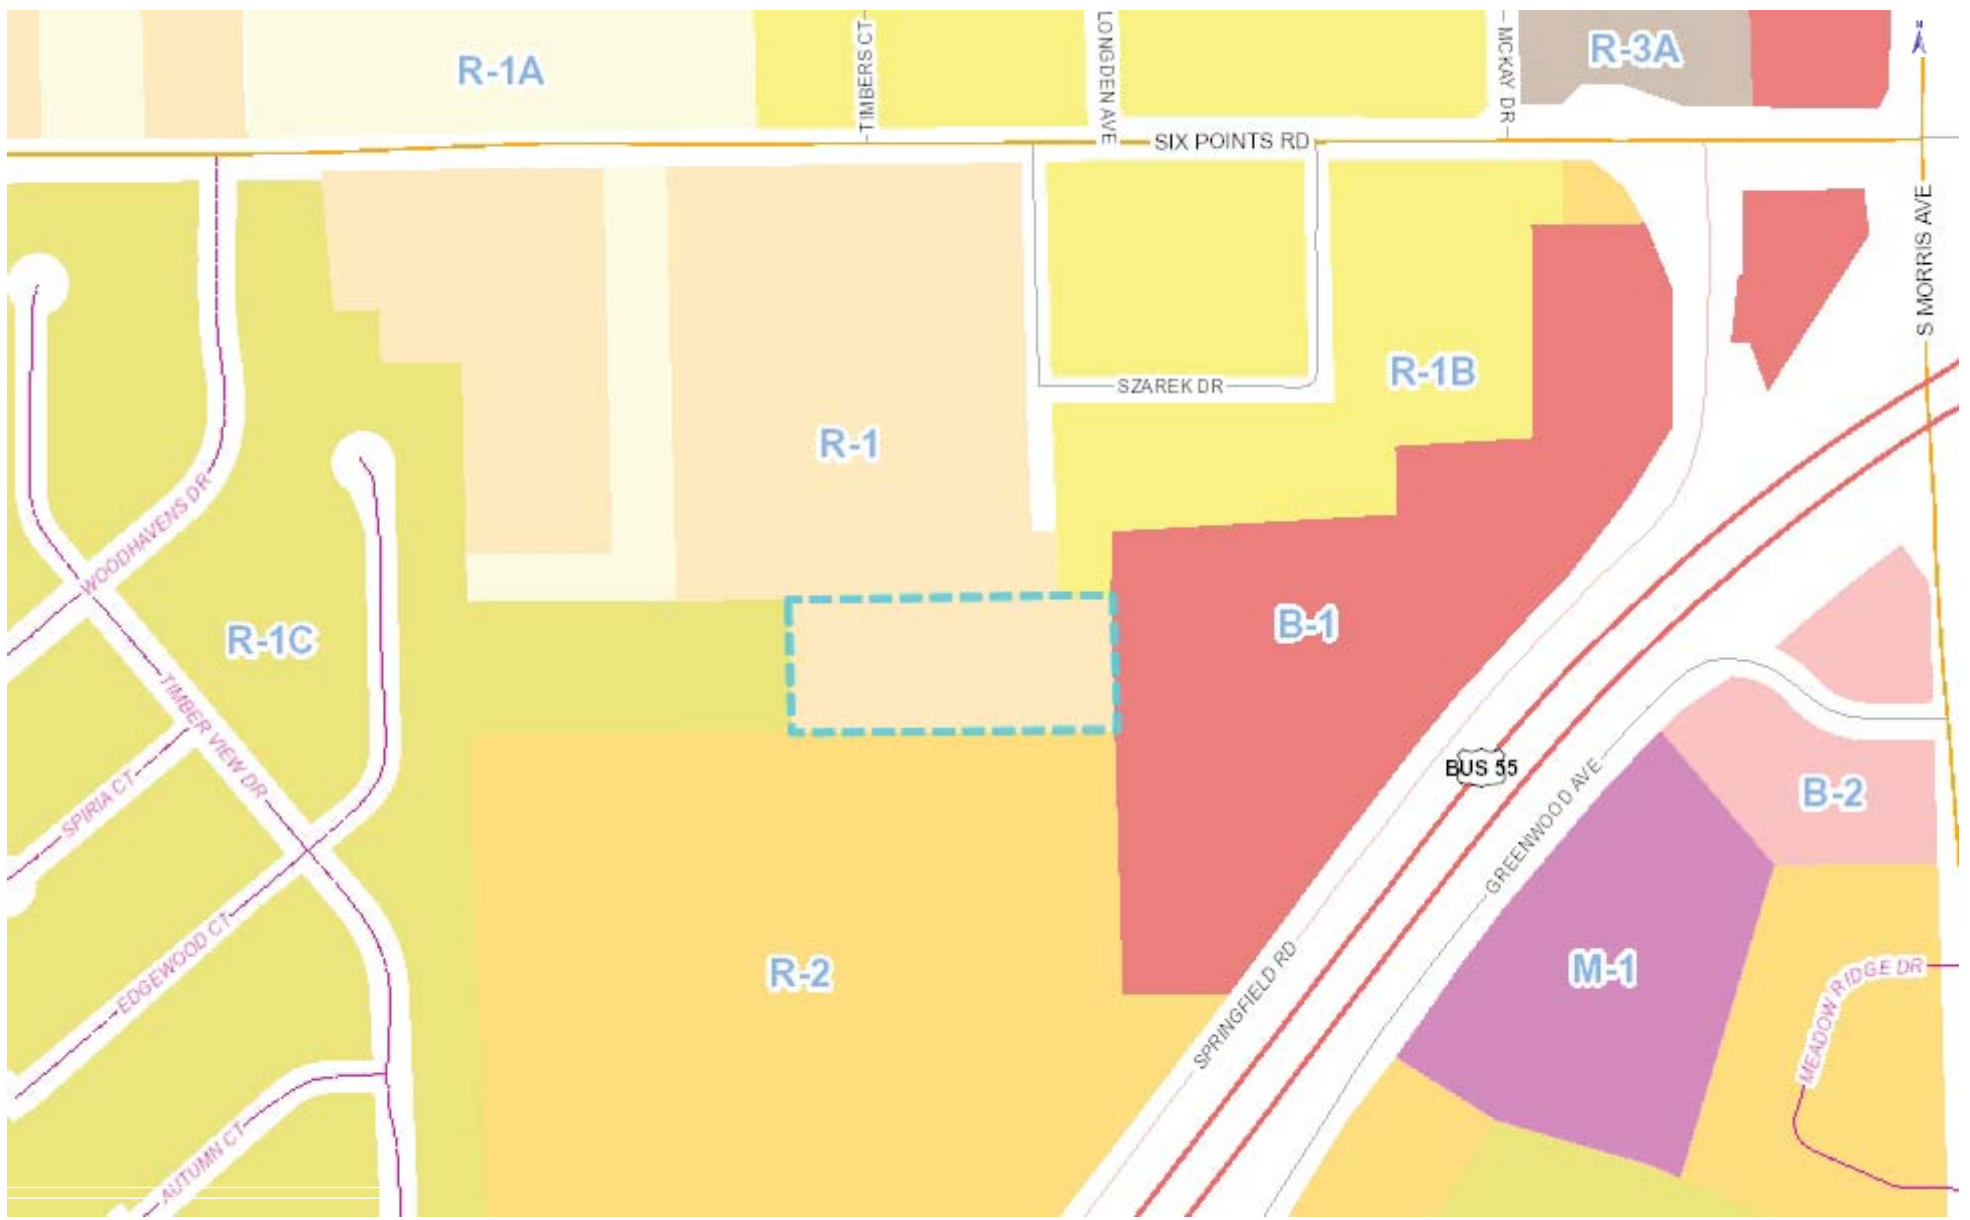 R-1A
TIMBERS CT
LONGDEN AVE
MCKAY DR
R-3A
N
SIX POINTS RD
S MORRIS AVE
SZAREK DR
R-1B
R-1
WOODHAVENS DR
R-1C
B-1
TIMBER VIEW DR
SPIRIA CT
BUS 55
GREENWOOD AVE
B-2
EDGEWOOD CT
R-2
SPRINGFIELD RD
M-1
MEADOW RIDGE DR
AUTUMN CT